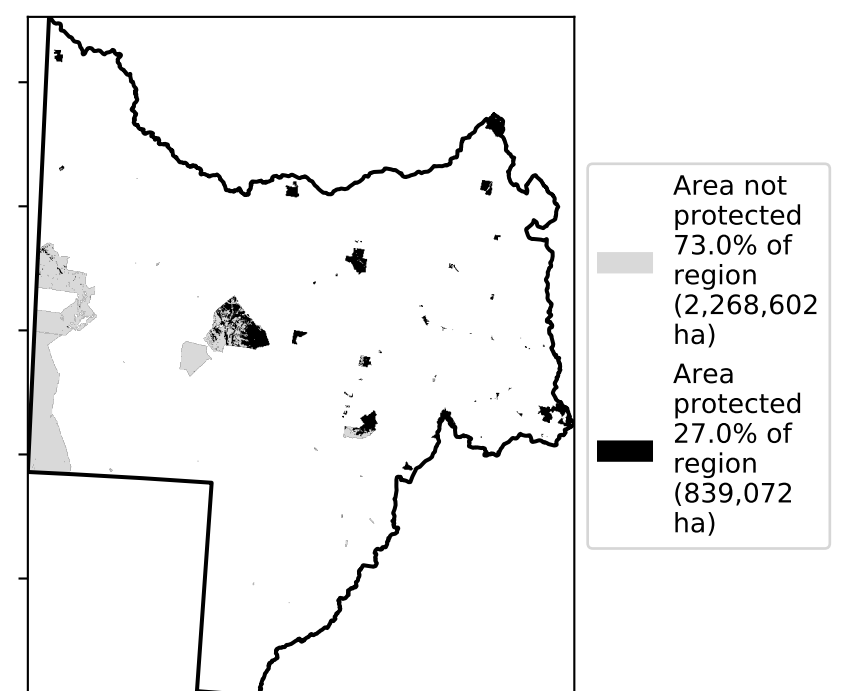 Area not
protected
73.0% of
region
(2,268,602
ha)
Area
protected
27.0% of
region
(839,072
ha)